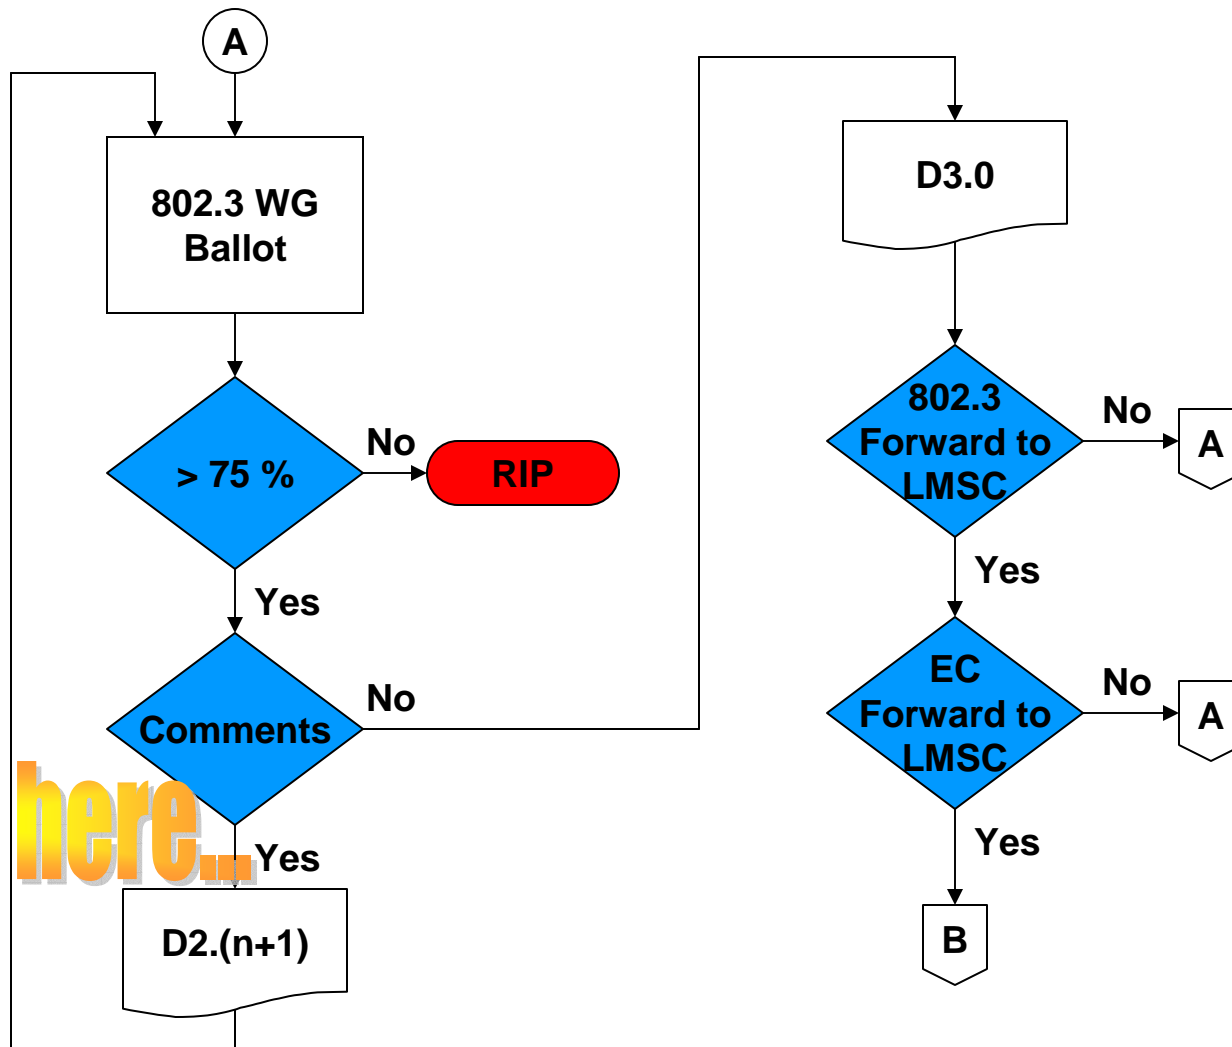 A
802.3 WG
Ballot
> 75 %
No
RIP
Yes
Comments
No
here...
Yes
D2.(n+1)
D3.0
802.3
Forward to
LMSC
No
A
Yes
EC
Forward to
LMSC
No
A
Yes
B